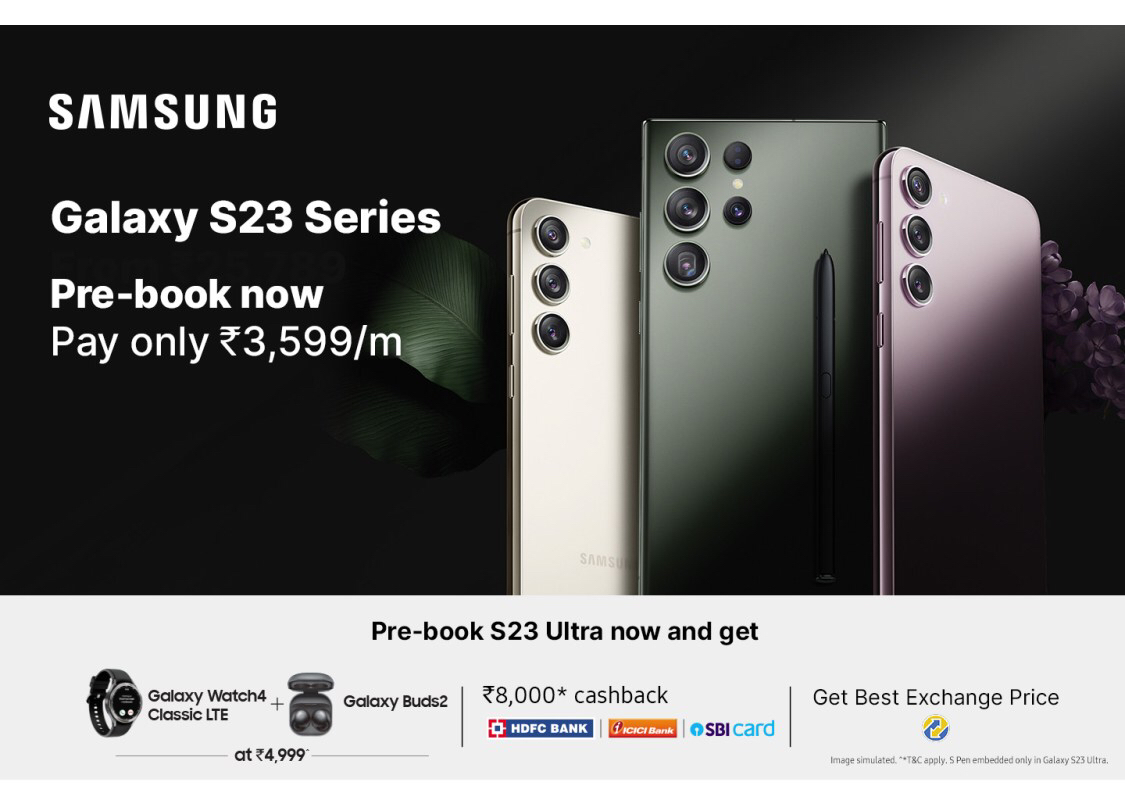 SAMSUNG
Galaxy S23 Series
Pre-book now
Pay only ₹3,599/m
SAMSUNG
Pre-book S23 Ultra now and get
Galaxy Watch4
Classic LTE
+
Galaxy Buds2
at ₹4,999^
₹8,000* cashback
HDFC BANK | ICICI Bank | SBI card
Get Best Exchange Price
Image simulated. ^*T&C apply. S Pen embedded only in Galaxy S23 Ultra.